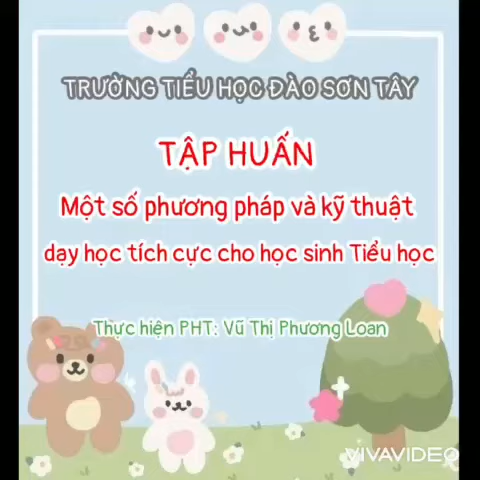 TRƯỜNG TIỂU HỌC ĐÀO SƠN TÂY
TẬP HUẤN
Một số phương pháp và kỹ thuật
dạy học tích cực cho học sinh Tiểu học
Thực hiện PHT: Vũ Thị Phương Loan
VIVAVIDEO